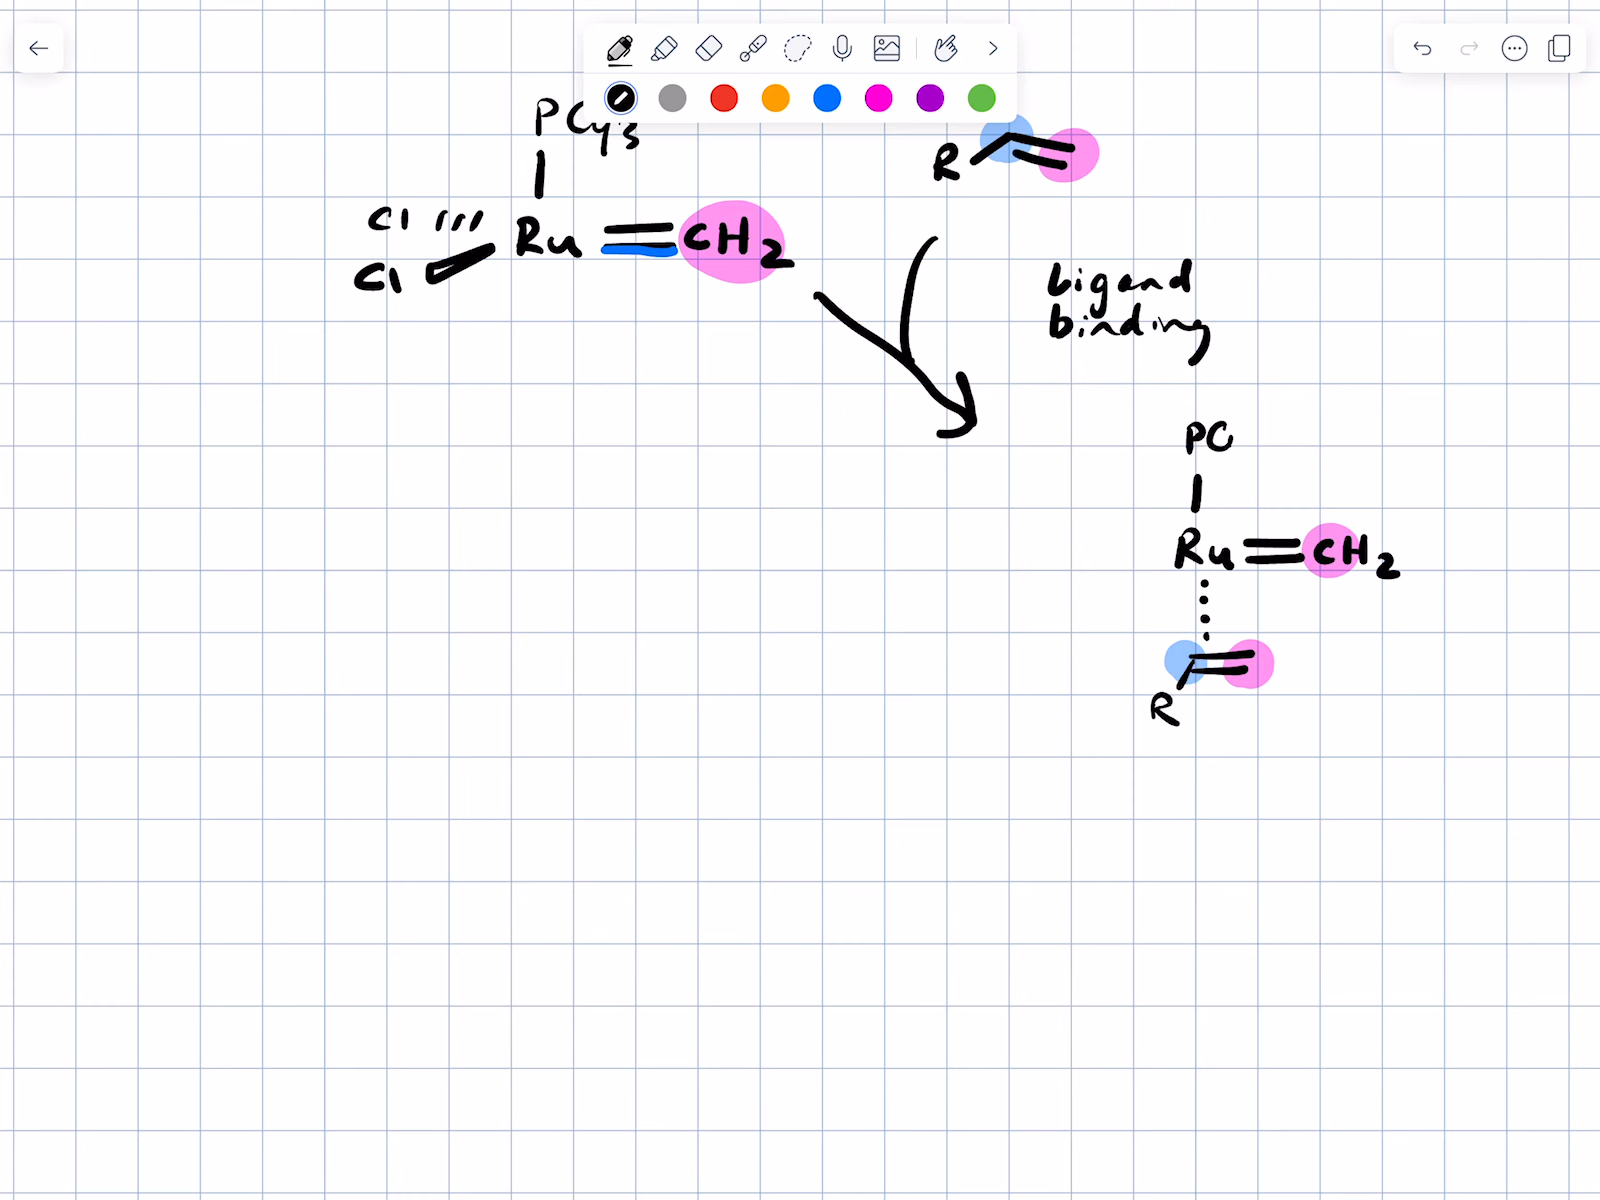 PCy3
R
Cl
Ru=CH2
Cl
Ligand
binding
PC
Ru=CH2
R